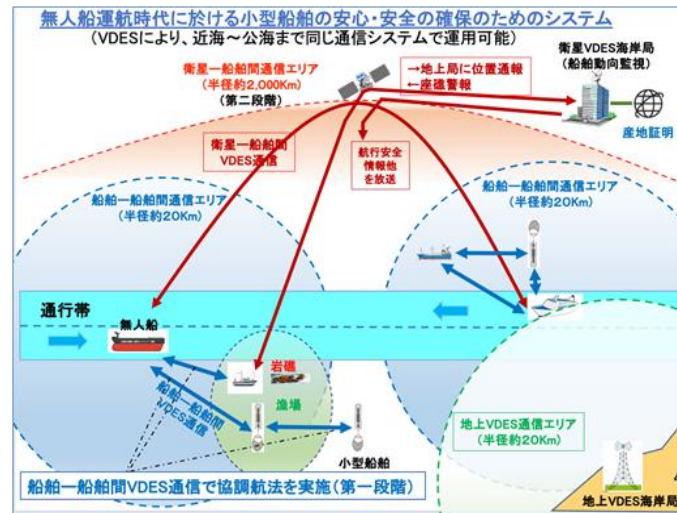 無人船運航時代に於ける小型船舶の安心・安全の確保のためのシステム
(VDESにより、近海～公海まで同じ通信システムで運用可能)
衛星ー船舶間通信エリア
(半径約2,000Km)
(第二段階)
→地上局に位置通報
←座礁警報
衛星VDES海岸局
(船舶動向監視)
産地証明
衛星ー船舶間
VDES通信
航行安全
情報他
を放送
船舶ー船舶間通信エリア
(半径約20Km)
船舶ー船舶間通信エリア
(半径約20Km)
通行帯
無人船
岩礁
漁場
船舶ー船舶間
VDES通信
小型船舶
地上VDES通信エリア
(半径約20Km)
船舶ー船舶間VDES通信で協調航法を実施(第一段階)
地上VDES海岸局